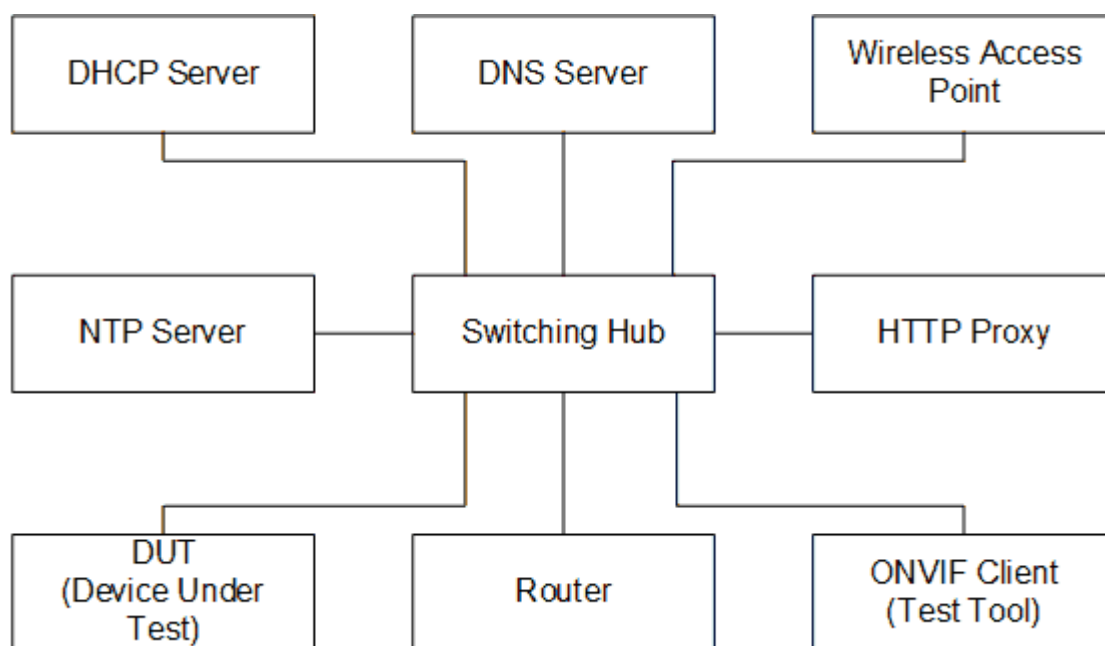 DHCP Server
DNS Server
Wireless Access
Point
NTP Server
Switching Hub
HTTP Proxy
DUT
(Device Under
Test)
Router
ONVIF Client
(Test Tool)